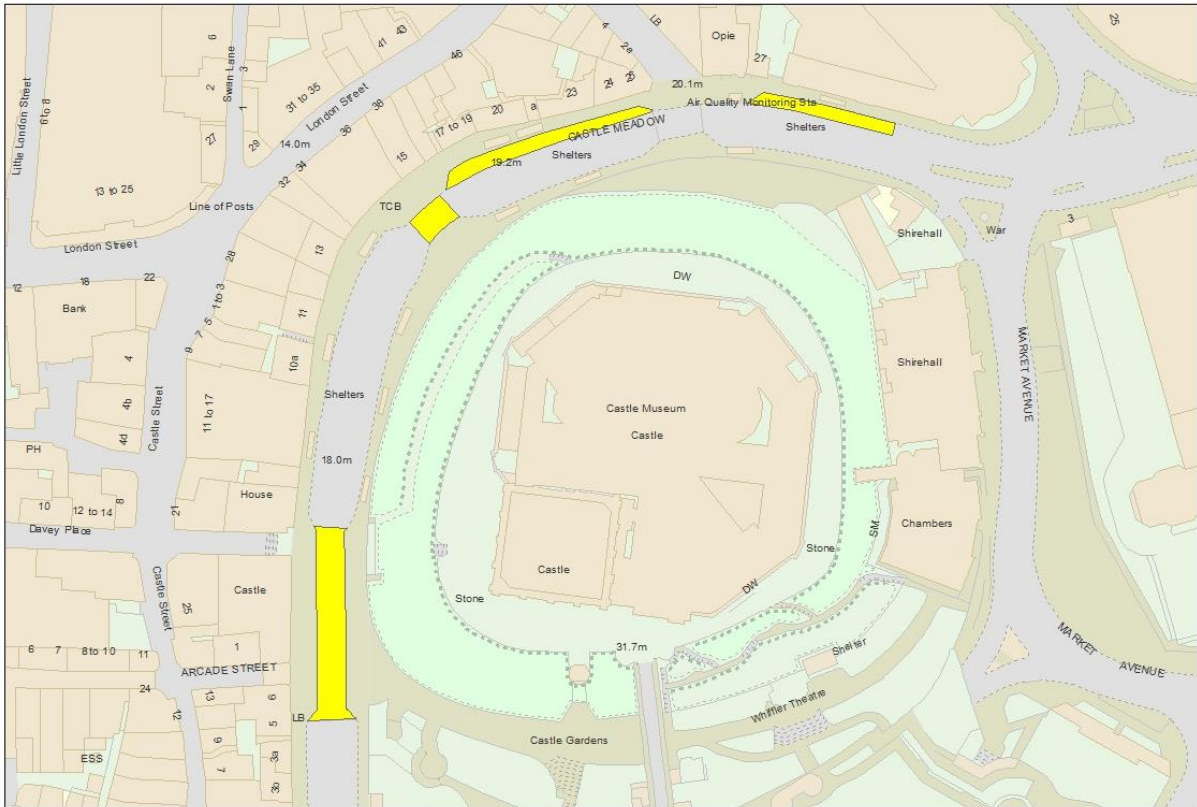 6
41
43
4
2a
LB
Opie
27
25
Little London Street
6 to 8
Swan Lane
2
3
1
31 to 35
London Street
46
38
36
20.1m
Air Quality Monitoring Sta
Shelters
27
29
14.0m
17 to 19
20
a
23
24
CASTLE MEADOW
Shelters
19.2m
15
34
32
13 to 25
Line of Posts
TCB
London Street
28
13
Shirehall
War
3
12
18
22
Bank
1 to 3
5
7
9
11
10a
DW
MARKET AVENUE
4
4b
4d
Castle Street
11 to 17
Shelters
Shirehall
Castle Museum
Castle
PH
18.0m
10
12 to 14
8
21
House
Davey Place
Chambers
SM
Stone
Castle Street
25
Castle
Castle
Stone
DW
1
31.7m
Shelter
MARKET AVENUE
6
7
8 to 10
11
ARCADE STREET
24
13
6
12
LB
5
Whiffler Theatre
Castle Gardens
9
7
3a
3b
ESS